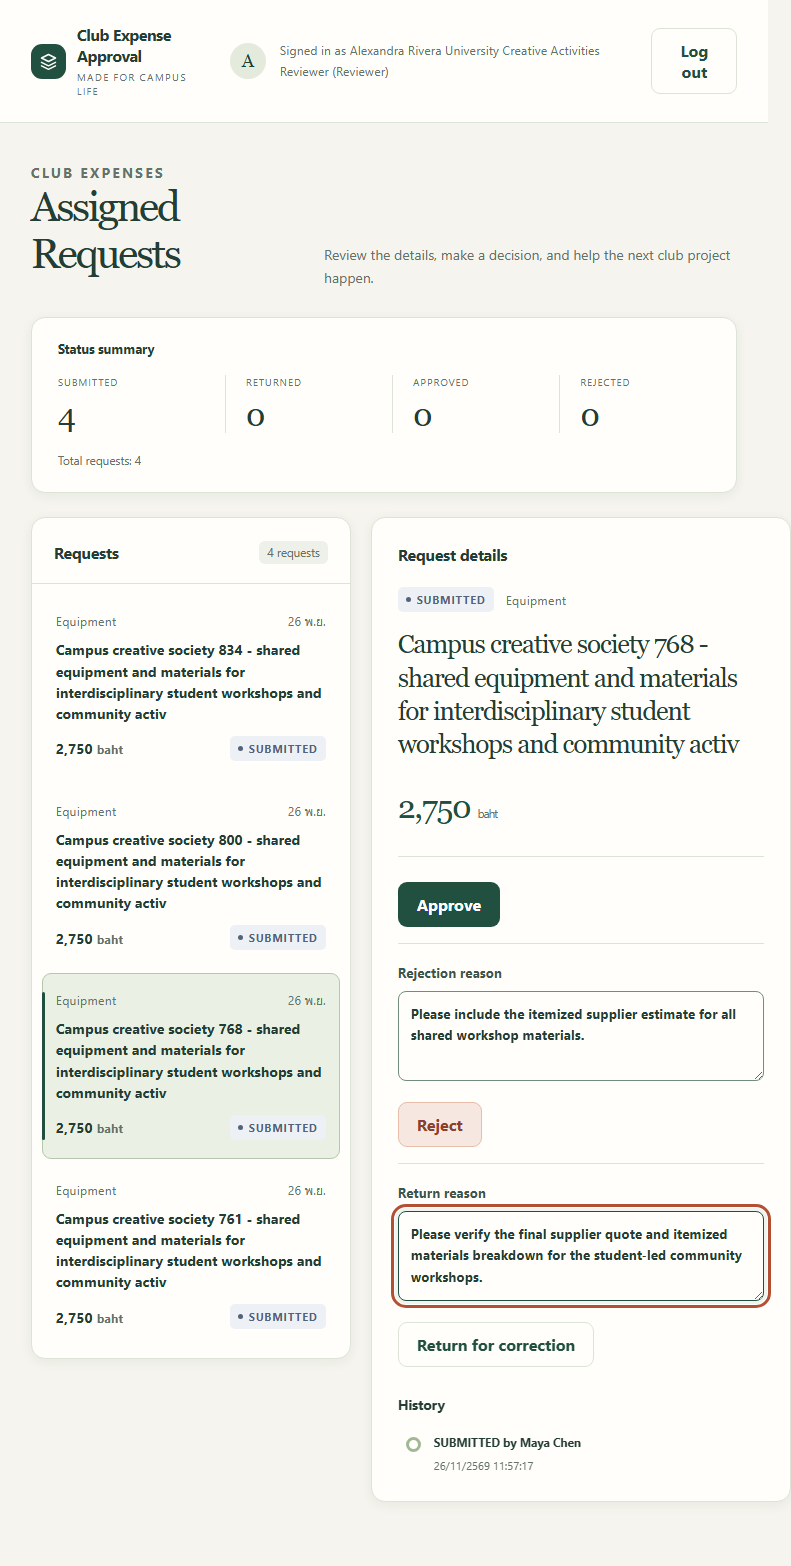 Club Expense
Approval
MADE FOR CAMPUS
LIFE
A
Signed in as Alexandra Rivera University Creative Activities
Reviewer (Reviewer)
Log
out
CLUB EXPENSES
Assigned
Requests
Review the details, make a decision, and help the next club project
happen.
Status summary
SUBMITTED
4
RETURNED
0
APPROVED
0
REJECTED
0
Total requests: 4
Requests
4 requests
Equipment
26 พ.ย.
Campus creative society 834 - shared
equipment and materials for
interdisciplinary student workshops and
community activ
2,750 baht
SUBMITTED
Equipment
26 พ.ย.
Campus creative society 800 - shared
equipment and materials for
interdisciplinary student workshops and
community activ
2,750 baht
SUBMITTED
Equipment
26 พ.ย.
Campus creative society 768 - shared
equipment and materials for
interdisciplinary student workshops and
community activ
2,750 baht
SUBMITTED
Equipment
26 พ.ย.
Campus creative society 761 - shared
equipment and materials for
interdisciplinary student workshops and
community activ
2,750 baht
SUBMITTED
Request details
SUBMITTED
Equipment
Campus creative society 768 -
shared equipment and materials
for interdisciplinary student
workshops and community activ
2,750 baht
Approve
Rejection reason
Please include the itemized supplier estimate for all
shared workshop materials.
Reject
Return reason
Please verify the final supplier quote and itemized
materials breakdown for the student-led community
workshops.
Return for correction
History
SUBMITTED by Maya Chen
26/11/2569 11:57:17